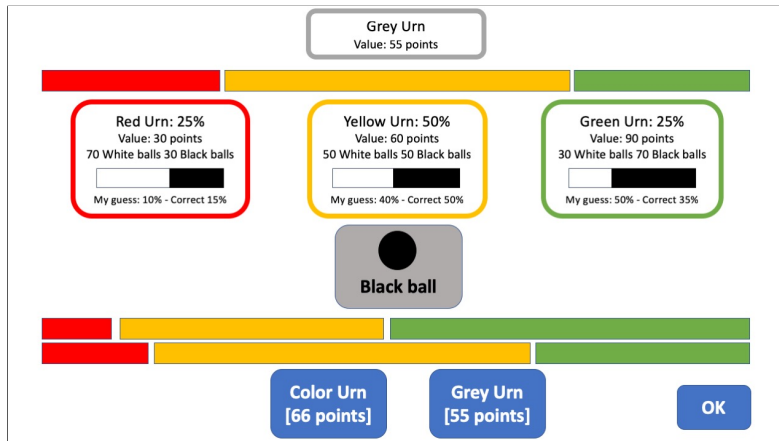 Grey Urn
Value: 55 points
Red Urn: 25%
Value: 30 points
70 White balls 30 Black balls
My guess: 10% - Correct 15%
Yellow Urn: 50%
Value: 60 points
50 White balls 50 Black balls
My guess: 40% - Correct 50%
Green Urn: 25%
Value: 90 points
30 White balls 70 Black balls
My guess: 50% - Correct 35%
Black ball
Color Urn
[66 points]
Grey Urn
[55 points]
OK